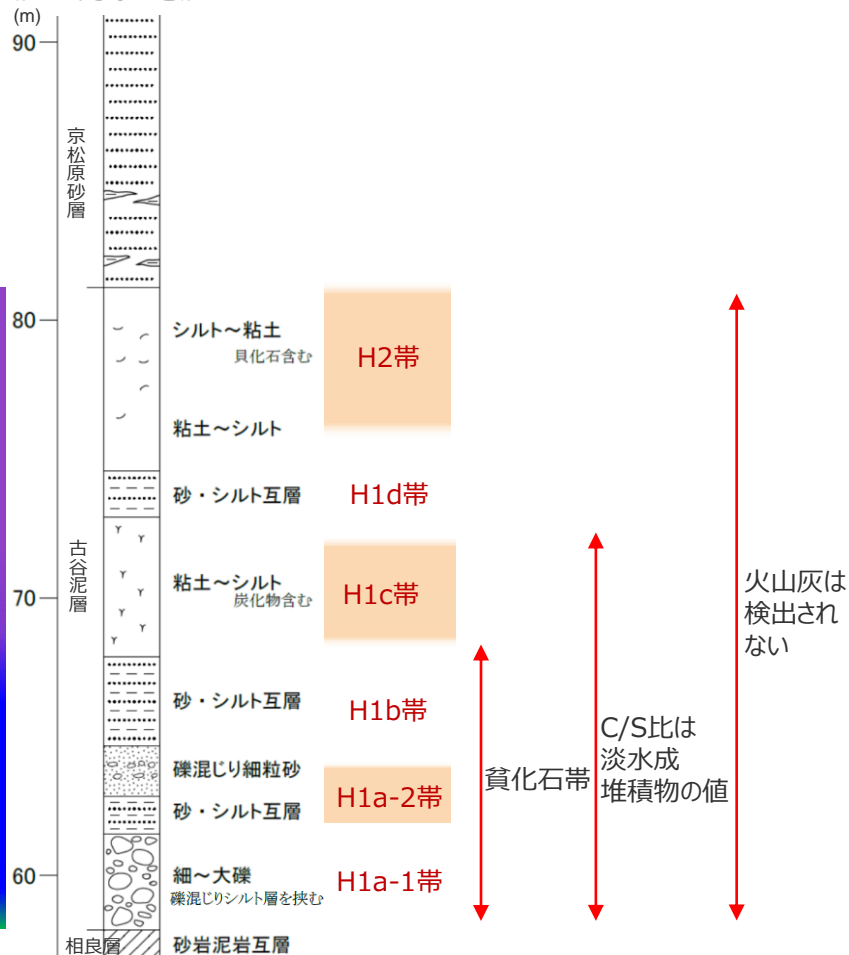 (m)
90
京松原砂層
80
シルト～粘土
貝化石含む
H2帯
粘土～シルト
砂・シルト互層
H1d帯
古谷泥層
70
粘土～シルト
炭化物含む
H1c帯
火山灰は
検出され
ない
砂・シルト互層
H1b帯
C/S比は
淡水成
堆積物の値
貧化石帯
礫混じり細粒砂
H1a-2帯
砂・シルト互層
60
細～大礫
礫混じりシルト層を挟む
H1a-1帯
相良層
砂岩泥岩互層